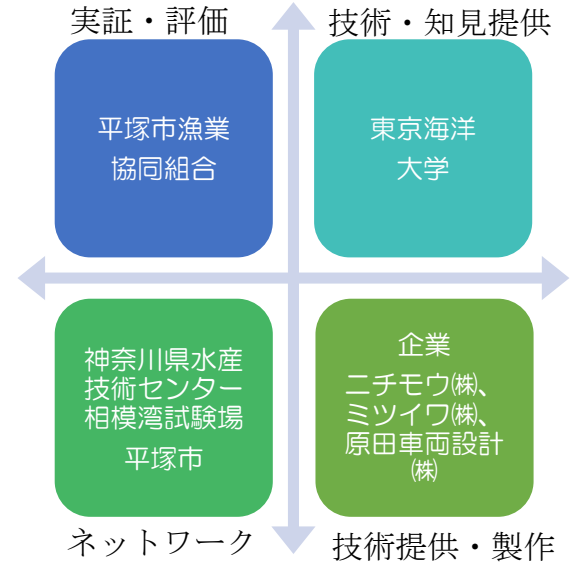 実証・評価
技術・知見提供
平塚市漁業
協同組合
東京海洋
大学
神奈川県水産
技術センター
相模湾試験場
平塚市
企業
ニチモウ㈱、
ミツイワ㈱、
原田車両設計
㈱
ネットワーク
技術提供・製作